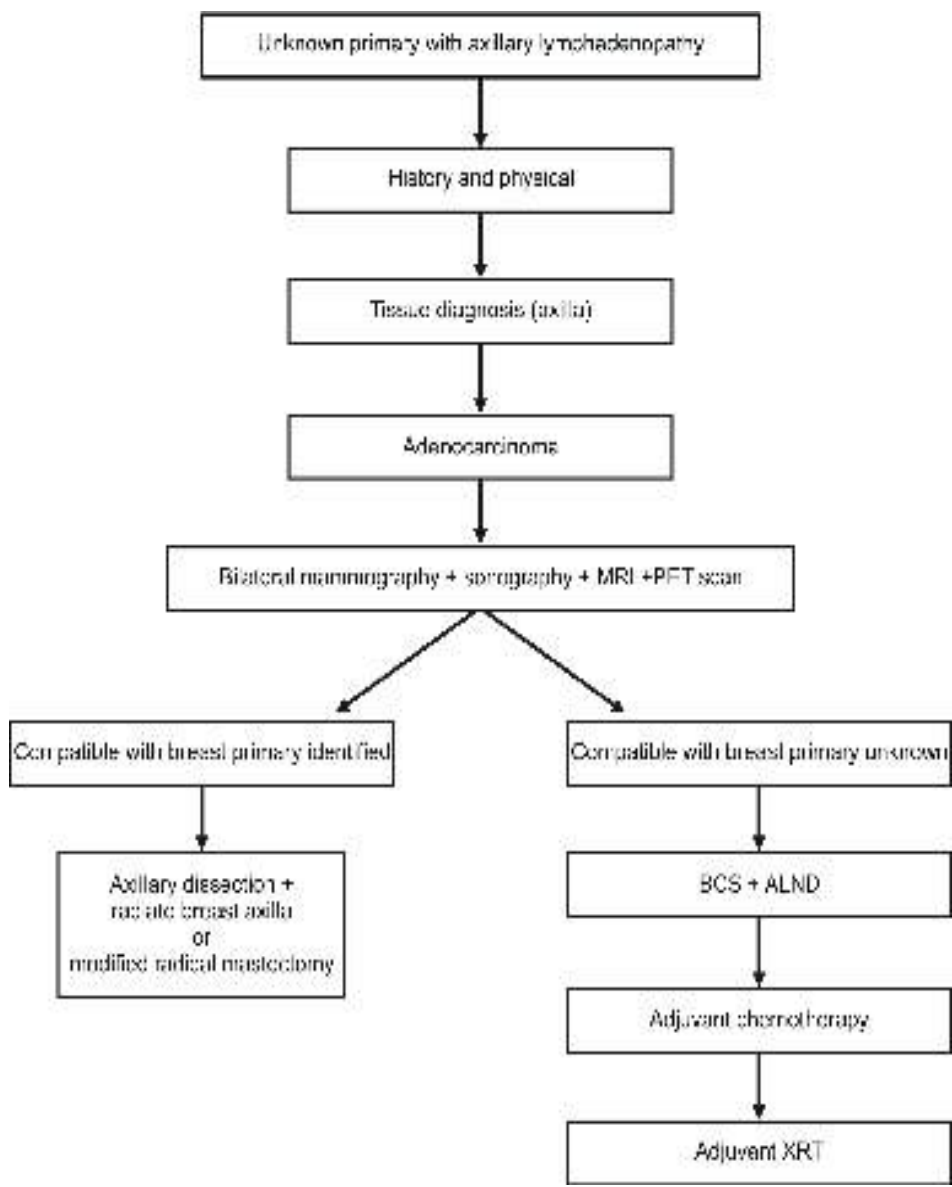 Unknown primary with axillary lymphadenopathy
History and physical
Tissue diagnosis (axilla)
Adenocarcinoma
Bilateral mammography + sonography + MRI +PET scan
Compatible with breast primary identified
Compatible with breast primary unknown
Axillary dissection +
radiate breast axilla
or
modified radical mastectomy
BCS + ALND
Adjuvant chemotherapy
Adjuvant XRT